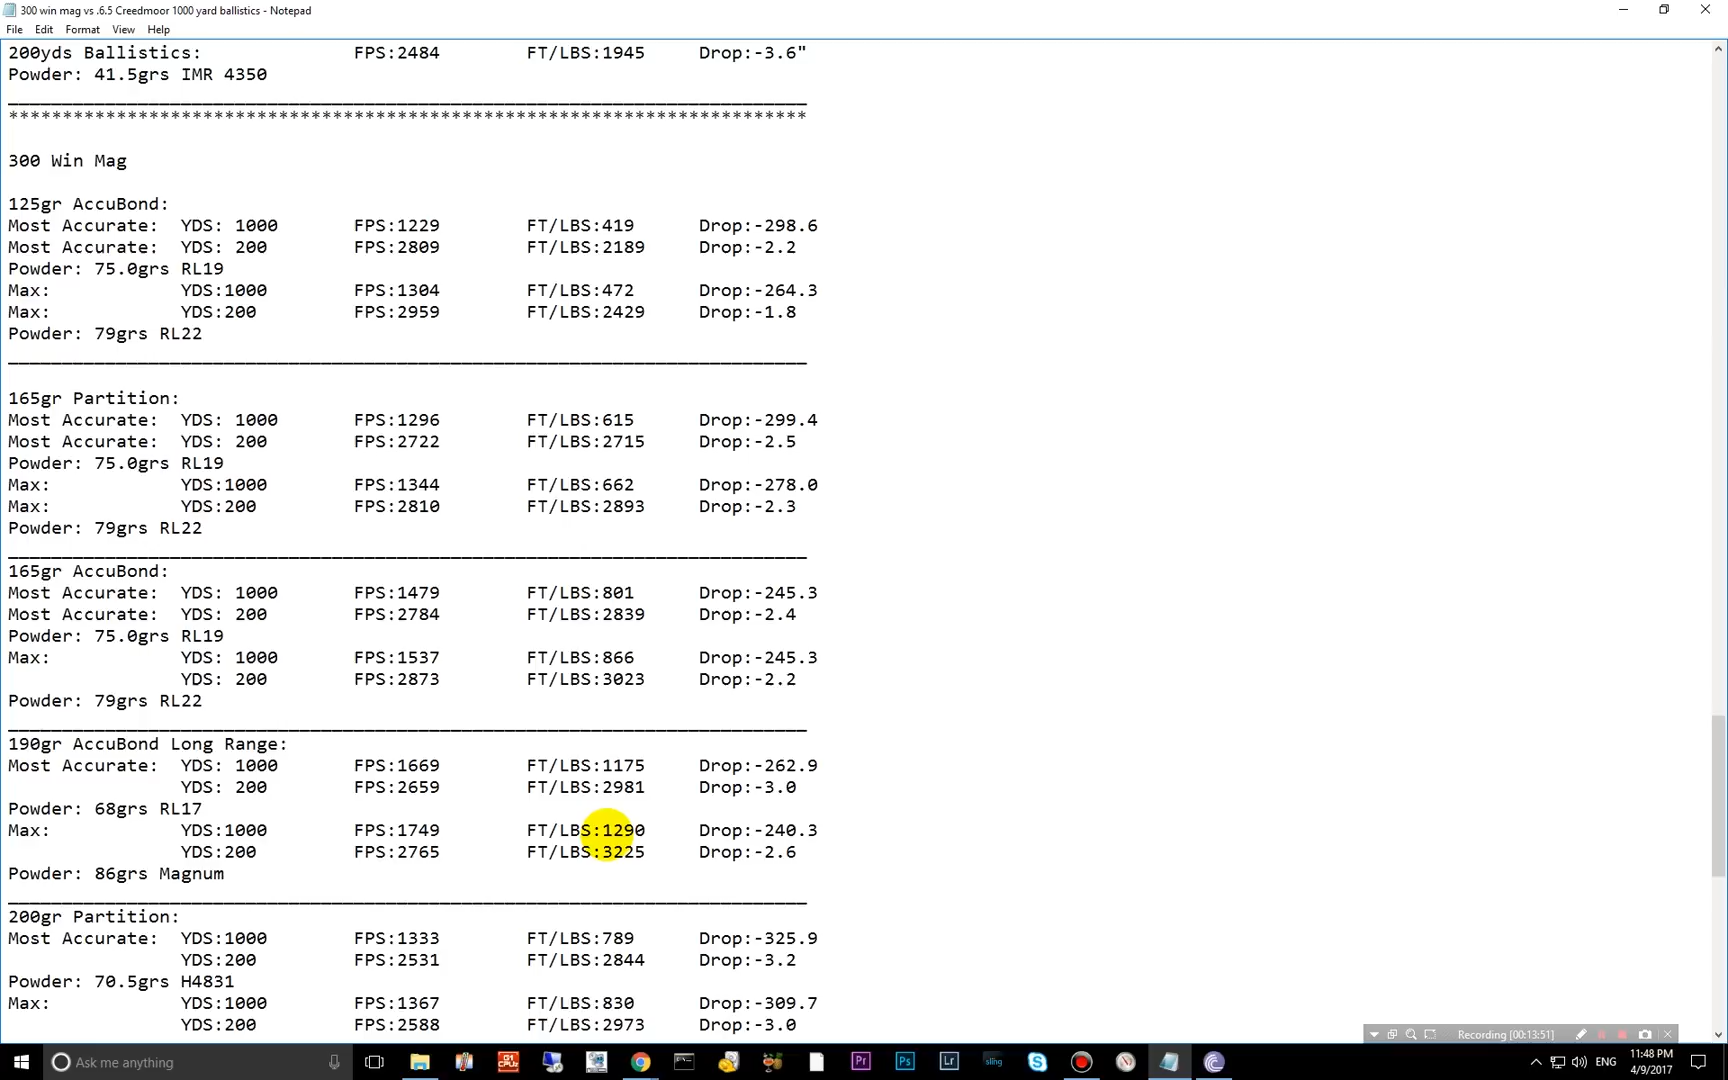 300 win mag vs .6.5 Creedmoor 1000 yard ballistics - Notepad
File Edit Format View Help
200yds Ballistics: FPS:2484 FT/LBS:1945 Drop:-3.6"
Powder: 41.5grs IMR 4350
__________________________________________________________________________
**************************************************************************
300 Win Mag
125gr AccuBond:
Most Accurate: YDS: 1000 FPS:1229 FT/LBS:419 Drop:-298.6
Most Accurate: YDS: 200 FPS:2809 FT/LBS:2189 Drop:-2.2
Powder: 75.0grs RL19
Max: YDS:1000 FPS:1304 FT/LBS:472 Drop:-264.3
Max: YDS:200 FPS:2959 FT/LBS:2429 Drop:-1.8
Powder: 79grs RL22
__________________________________________________________________________
165gr Partition:
Most Accurate: YDS: 1000 FPS:1296 FT/LBS:615 Drop:-299.4
Most Accurate: YDS: 200 FPS:2722 FT/LBS:2715 Drop:-2.5
Powder: 75.0grs RL19
Max: YDS:1000 FPS:1344 FT/LBS:662 Drop:-278.0
Max: YDS:200 FPS:2810 FT/LBS:2893 Drop:-2.3
Powder: 79grs RL22
__________________________________________________________________________
165gr AccuBond:
Most Accurate: YDS: 1000 FPS:1479 FT/LBS:801 Drop:-245.3
Most Accurate: YDS: 200 FPS:2784 FT/LBS:2839 Drop:-2.4
Powder: 75.0grs RL19
Max: YDS: 1000 FPS:1537 FT/LBS:866 Drop:-245.3
YDS: 200 FPS:2873 FT/LBS:3023 Drop:-2.2
Powder: 79grs RL22
__________________________________________________________________________
190gr AccuBond Long Range:
Most Accurate: YDS: 1000 FPS:1669 FT/LBS:1175 Drop:-262.9
YDS: 200 FPS:2659 FT/LBS:2981 Drop:-3.0
Powder: 68grs RL17
Max: YDS:1000 FPS:1749 FT/LBS:1290 Drop:-240.3
YDS:200 FPS:2765 FT/LBS:3225 Drop:-2.6
Powder: 86grs Magnum
__________________________________________________________________________
200gr Partition:
Most Accurate: YDS:1000 FPS:1333 FT/LBS:789 Drop:-325.9
YDS:200 FPS:2531 FT/LBS:2844 Drop:-3.2
Powder: 70.5grs H4831
Max: YDS:1000 FPS:1367 FT/LBS:830 Drop:-309.7
YDS:200 FPS:2588 FT/LBS:2973 Drop:-3.0
Recording [00:13:51]
Ask me anything
Pr Ps Lr sling
ENG
11:48 PM
4/9/2017